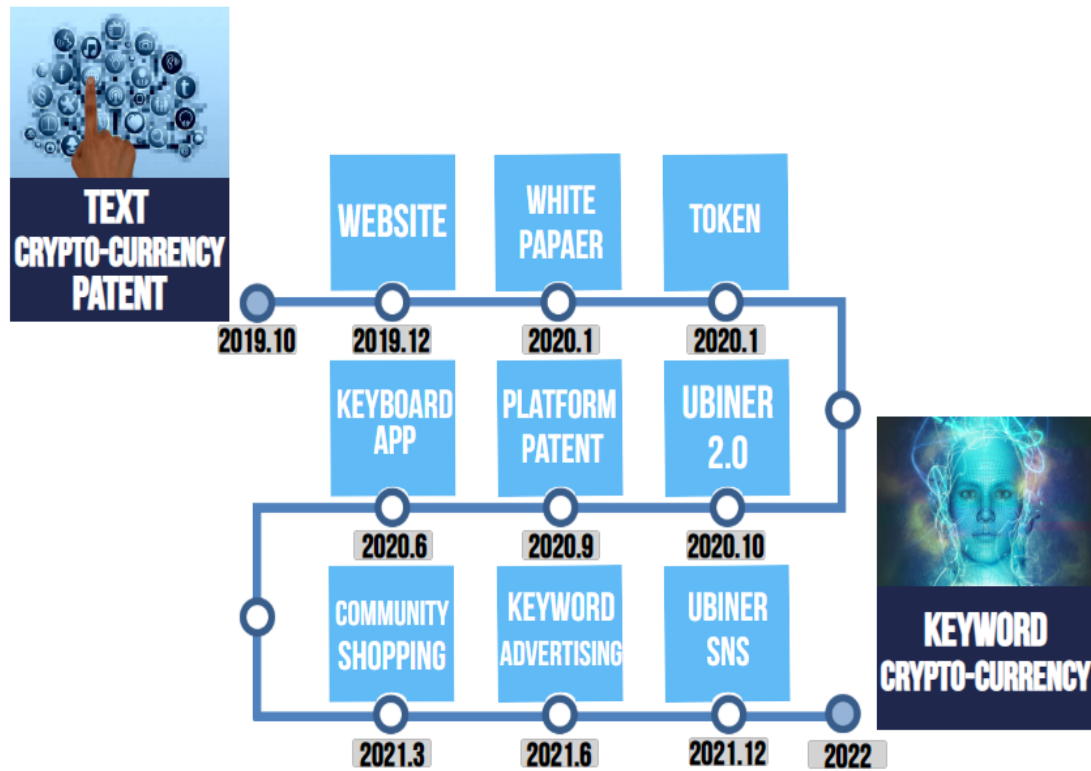 TEXT
CRYPTO-CURRENCY
PATENT
WEBSITE
WHITE
PAPAER
TOKEN
2019.10
2019.12
2020.1
2020.1
KEYBOARD
APP
PLATFORM
PATENT
UBINER
2.0
2020.6
2020.9
2020.10
COMMUNITY
SHOPPING
KEYWORD
ADVERTISING
UBINER
SNS
KEYWORD
CRYPTO-CURRENCY
2021.3
2021.6
2021.12
2022